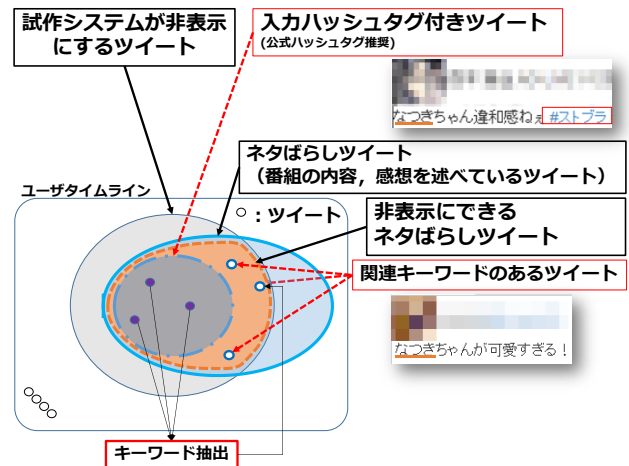 試作システムが非表示
にするツイート
入力ハッシュタグ付きツイート
(公式ハッシュタグ推奨)
なつきちゃん違和感ねぇ #ストブラ
ネタばらしツイート
（番組の内容，感想を述べているツイート）
ユーザタイムライン
○：ツイート
非表示にできる
ネタばらしツイート
関連キーワードのあるツイート
なつきちゃんが可愛すぎる！
キーワード抽出